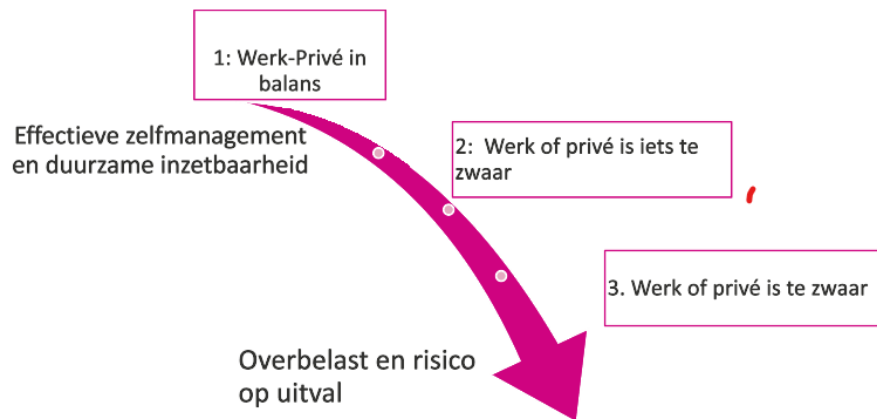 1: Werk-Privé in
balans
Effectieve zelfmanagement
en duurzame inzetbaarheid
2:  Werk of privé is iets te
zwaar
3. Werk of privé is te zwaar
Overbelast en risico
op uitval